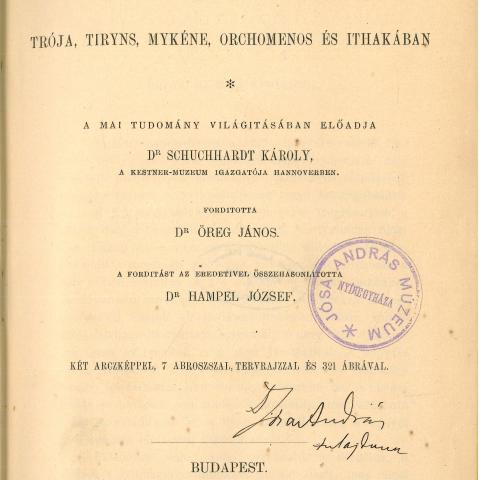 TRÓJA, TIRYNS, MYKÉNE, ORCHOMENOS ÉS ITHAKÁBAN
*
A MAI TUDOMÁNY VILÁGITÁSÁBAN ELŐADJA
DR SCHUCHHARDT KÁROLY,
A KESTNER-MUZEUM IGAZGATÓJA HANNOVERBEN.
FORDITOTTA
DR ÖREG JÁNOS.
A FORDITÁST AZ EREDETIVEL ÖSSZEHASONLITOTTA
DR HAMPEL JÓZSEF.
JÓSA ANDRÁS MÚZEUM
NYÍREGYHÁZA
KÉT ARCZKÉPPEL, 7 ABROSZSZAL, TERVRAJZZAL ÉS 321 ÁBRÁVAL.
Jósa András
tulajdona
BUDAPEST.